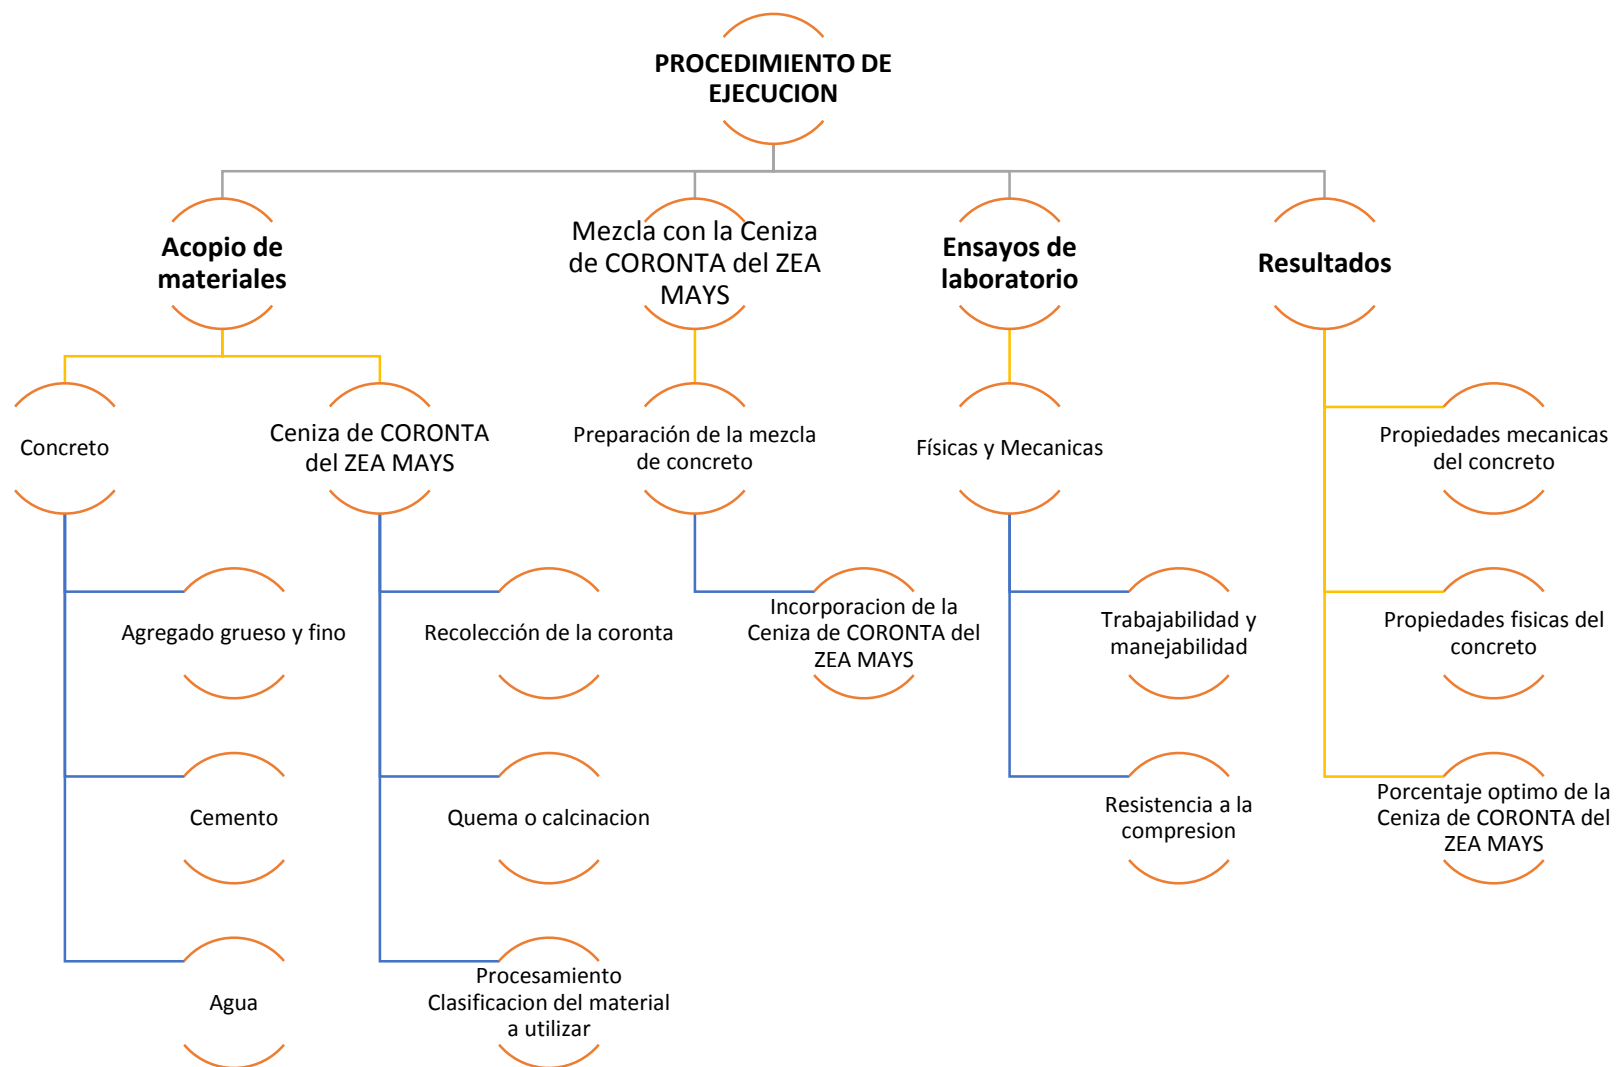 PROCEDIMIENTO DE
EJECUCION
Acopio de
materiales
Mezcla con la Ceniza
de CORONTA del ZEA
MAYS
Ensayos de
laboratorio
Resultados
Concreto
Ceniza de CORONTA
del ZEA MAYS
Preparación de la mezcla
de concreto
Físicas y Mecanicas
Propiedades mecanicas
del concreto
Agregado grueso y fino
Recolección de la coronta
Incorporacion de la
Ceniza de CORONTA del
ZEA MAYS
Trabajabilidad y
manejabilidad
Propiedades fisicas del
concreto
Cemento
Quema o calcinacion
Resistencia a la
compresion
Porcentaje optimo de la
Ceniza de CORONTA del
ZEA MAYS
Agua
Procesamiento
Clasificacion del material
a utilizar